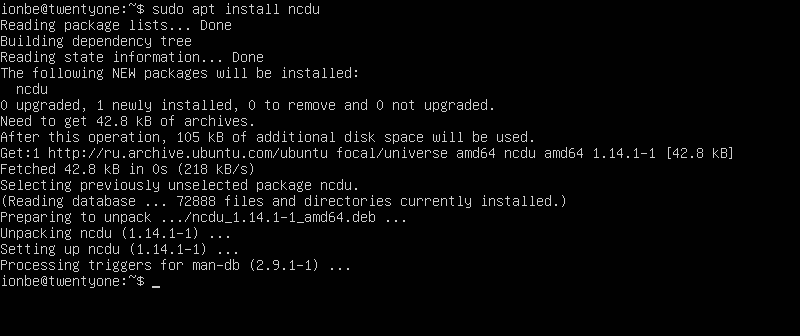 ionbe@twentyone:~$ sudo apt install ncdu
Reading package lists... Done
Building dependency tree
Reading state information... Done
The following NEW packages will be installed:
  ncdu
0 upgraded, 1 newly installed, 0 to remove and 0 not upgraded.
Need to get 42.8 kB of archives.
After this operation, 105 kB of additional disk space will be used.
Get:1 http://ru.archive.ubuntu.com/ubuntu focal/universe amd64 ncdu amd64 1.14.1-1 [42.8 kB]
Fetched 42.8 kB in 0s (218 kB/s)
Selecting previously unselected package ncdu.
(Reading database ... 72888 files and directories currently installed.)
Preparing to unpack .../ncdu_1.14.1-1_amd64.deb ...
Unpacking ncdu (1.14.1-1) ...
Setting up ncdu (1.14.1-1) ...
Processing triggers for man-db (2.9.1-1) ...
ionbe@twentyone:~$ _